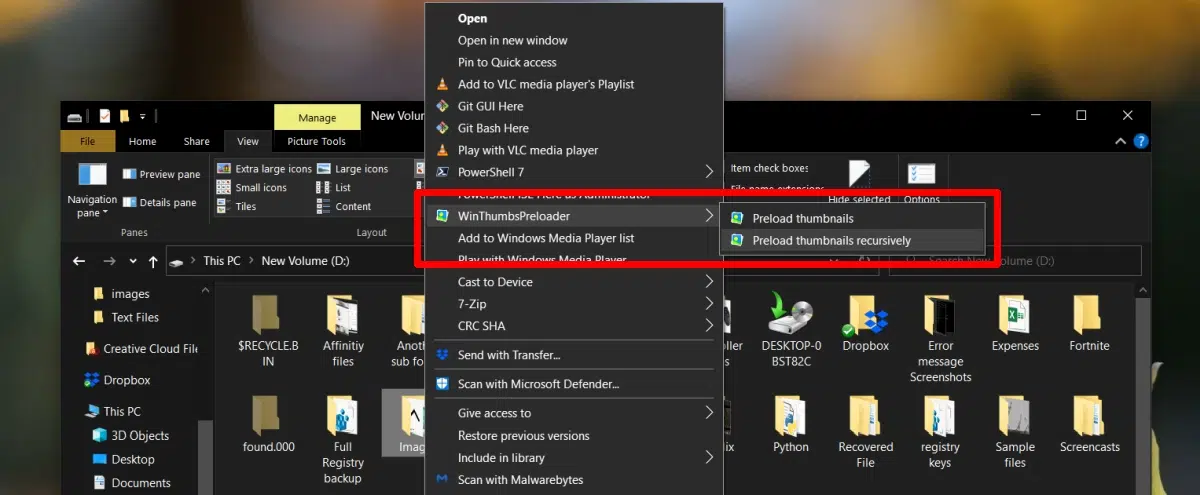 Open
Open in new window
Pin to Quick access
Add to VLC media player's Playlist
Git GUI Here
Git Bash Here
Play with VLC media player
PowerShell 7
PowerShell ISE Here as Administrator
WinThumbsPreloader
Add to Windows Media Player list
Play with Windows Media Player
Cast to Device
7-Zip
CRC SHA
Send with Transfer...
Scan with Microsoft Defender...
Give access to
Restore previous versions
Include in library
Scan with Malwarebytes
Preload thumbnails
Preload thumbnails recursively
Manage
New Volum
File
Home
Share
View
Picture Tools
Navigation
pane
Preview pane
Details pane
Panes
Extra large icons
Large icons
Small icons
List
Tiles
Content
Layout
Item check boxes
File name extensions
Hide selected
Options
This PC
New Volume (D:)
Search New Volume (D:)
images
Text Files
Creative Cloud File
Dropbox
This PC
3D Objects
Desktop
Documents
$RECYCLE.B
IN
Affinitiy
files
Anot
sub fo
DESKTOP-0
BST82C
Dropbox
Error
message
Screenshots
Expenses
Fortnite
found.000
Full
Registry
backup
Imag
Python
Recovered
File
registry
keys
Sample
files
Screencasts